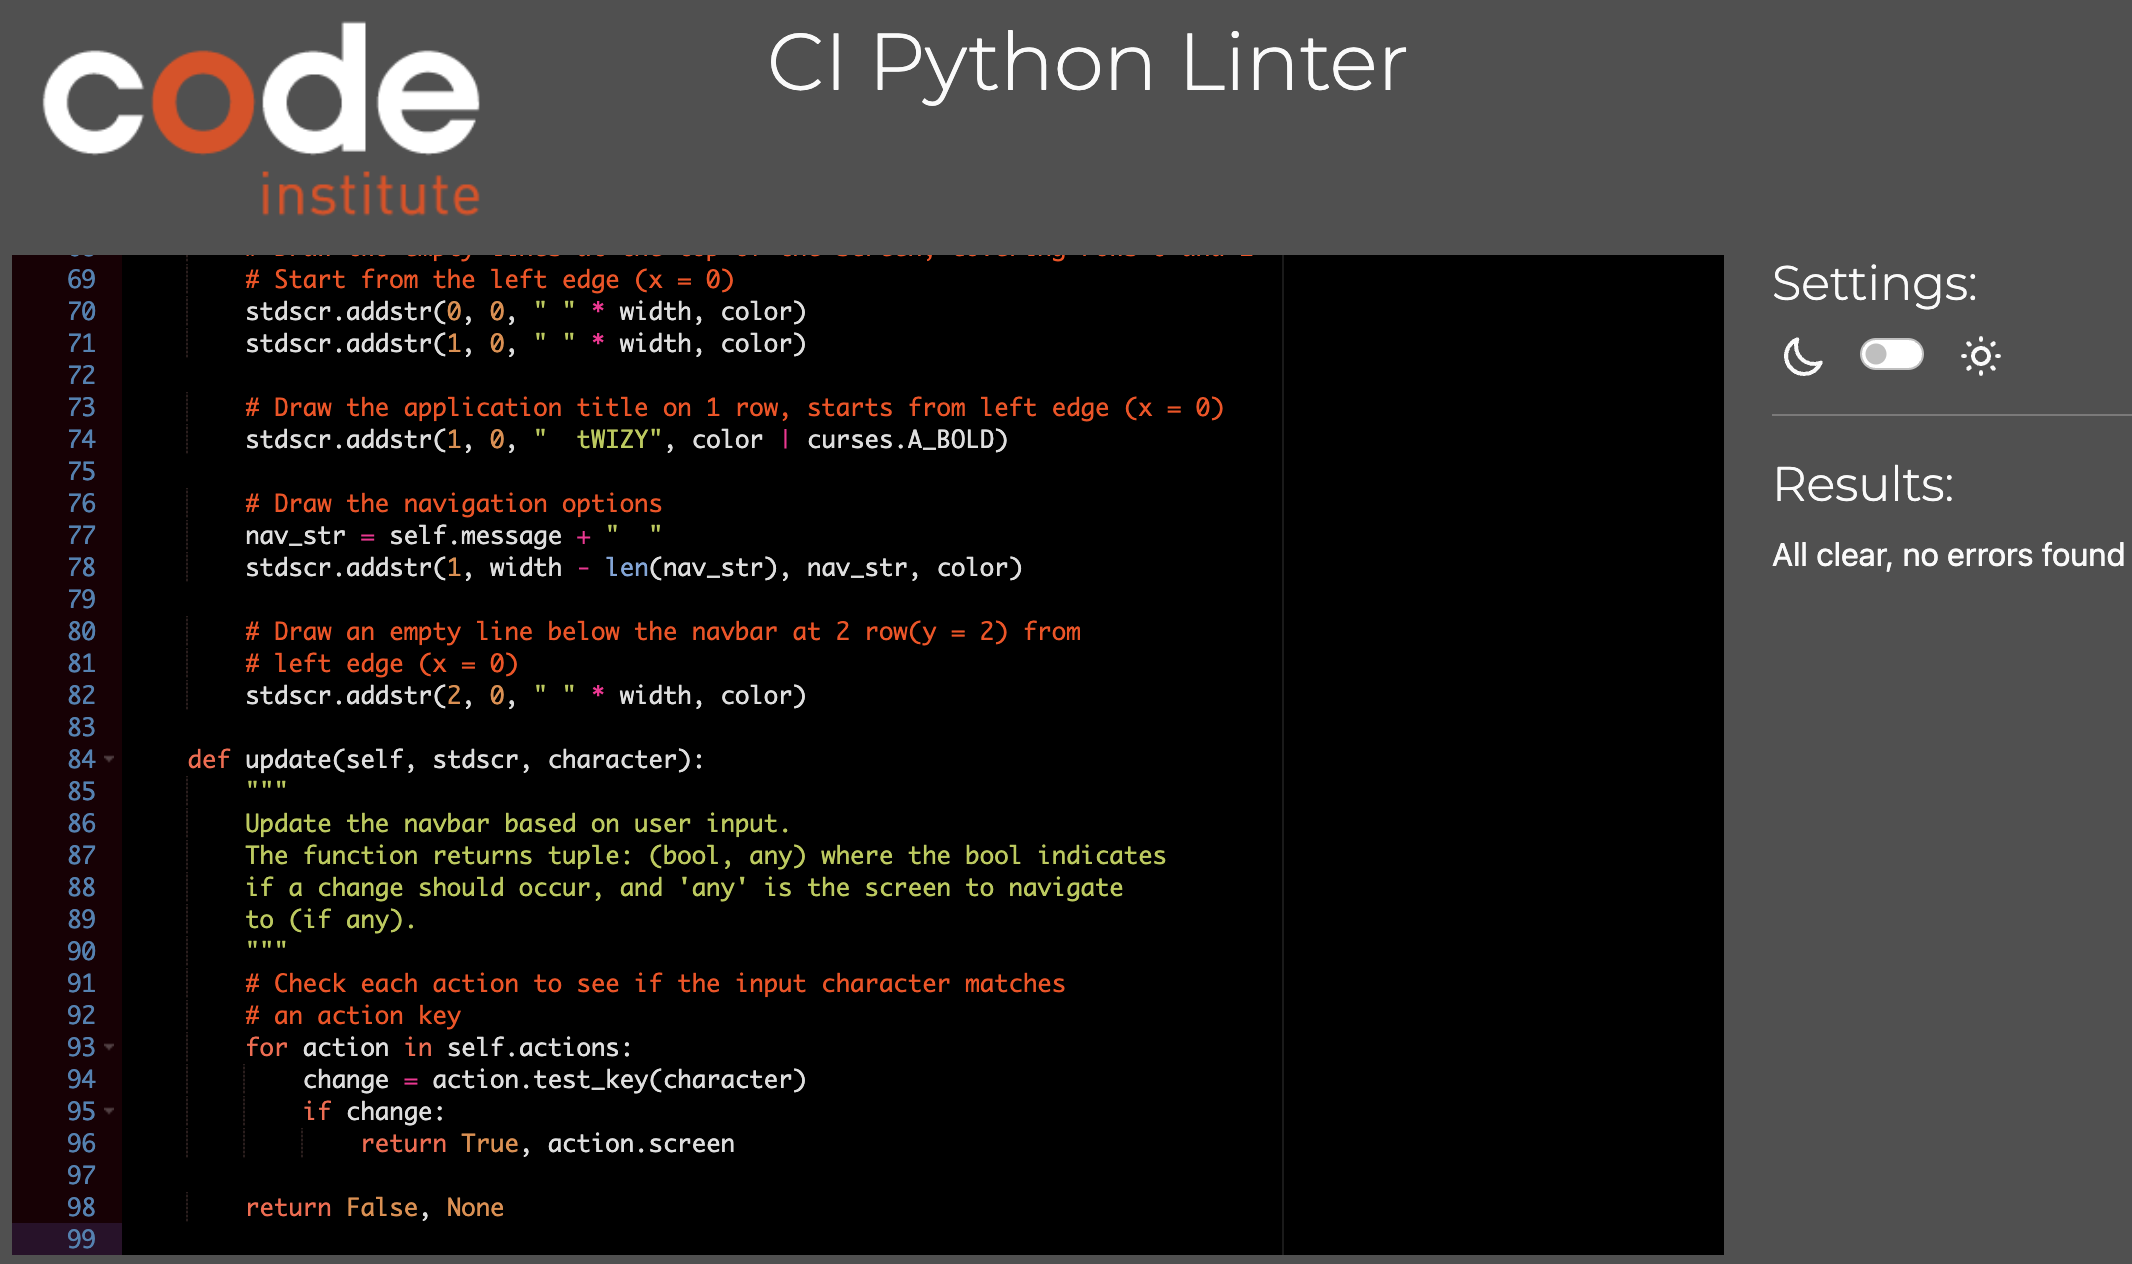 code
institute
CI Python Linter
69 # Start from the left edge (x = 0)
70 stdscr.addstr(0, 0, " " * width, color)
71 stdscr.addstr(1, 0, " " * width, color)
72
73 # Draw the application title on 1 row, starts from left edge (x = 0)
74 stdscr.addstr(1, 0, "  tWIZY", color | curses.A_BOLD)
75
76 # Draw the navigation options
77 nav_str = self.message + "  "
78 stdscr.addstr(1, width - len(nav_str), nav_str, color)
79
80 # Draw an empty line below the navbar at 2 row(y = 2) from
81 # left edge (x = 0)
82 stdscr.addstr(2, 0, " " * width, color)
83
84 def update(self, stdscr, character):
85 """
86 Update the navbar based on user input.
87 The function returns tuple: (bool, any) where the bool indicates
88 if a change should occur, and 'any' is the screen to navigate
89 to (if any).
90 """
91 # Check each action to see if the input character matches
92 # an action key
93 for action in self.actions:
94 change = action.test_key(character)
95 if change:
96 return True, action.screen
97
98 return False, None
99
Settings:
Results:
All clear, no errors found